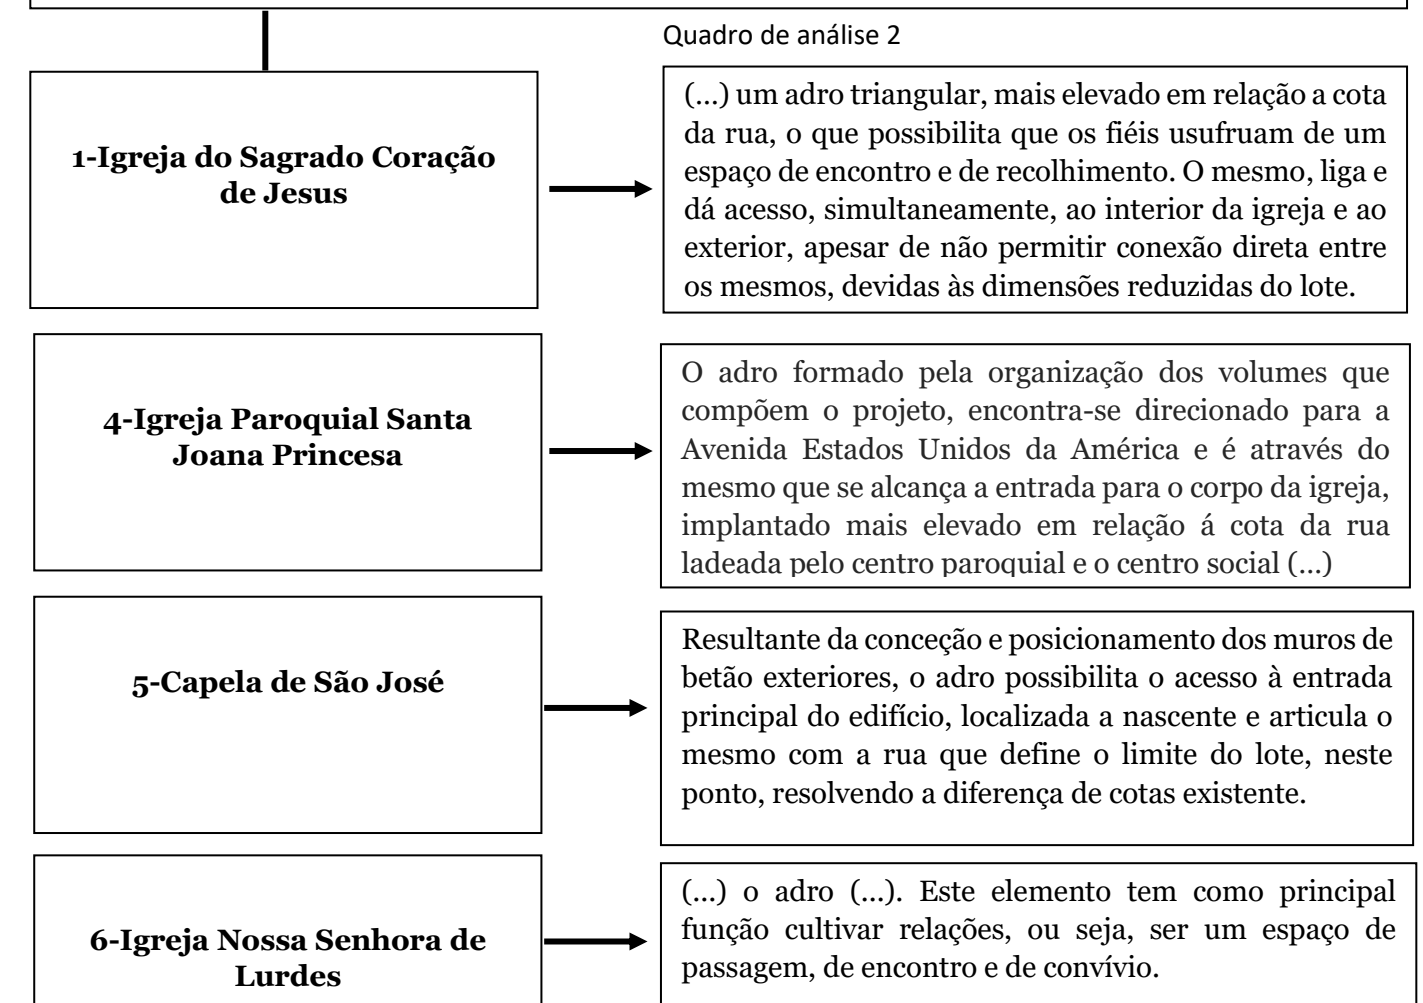 Quadro de análise 2
1-Igreja do Sagrado Coração
de Jesus
(...) um adro triangular, mais elevado em relação a cota
da rua, o que possibilita que os fiéis usufruam de um
espaço de encontro e de recolhimento. O mesmo, liga e
dá acesso, simultaneamente, ao interior da igreja e ao
exterior, apesar de não permitir conexão direta entre
os mesmos, devidas às dimensões reduzidas do lote.
4-Igreja Paroquial Santa
Joana Princesa
O adro formado pela organização dos volumes que
compõem o projeto, encontra-se direcionado para a
Avenida Estados Unidos da América e é através do
mesmo que se alcança a entrada para o corpo da igreja,
implantado mais elevado em relação á cota da rua
ladeada pelo centro paroquial e o centro social (...)
5-Capela de São José
Resultante da conceção e posicionamento dos muros de
betão exteriores, o adro possibilita o acesso à entrada
principal do edifício, localizada a nascente e articula o
mesmo com a rua que define o limite do lote, neste
ponto, resolvendo a diferença de cotas existente.
6-Igreja Nossa Senhora de
Lurdes
(...) o adro (...). Este elemento tem como principal
função cultivar relações, ou seja, ser um espaço de
passagem, de encontro e de convívio.